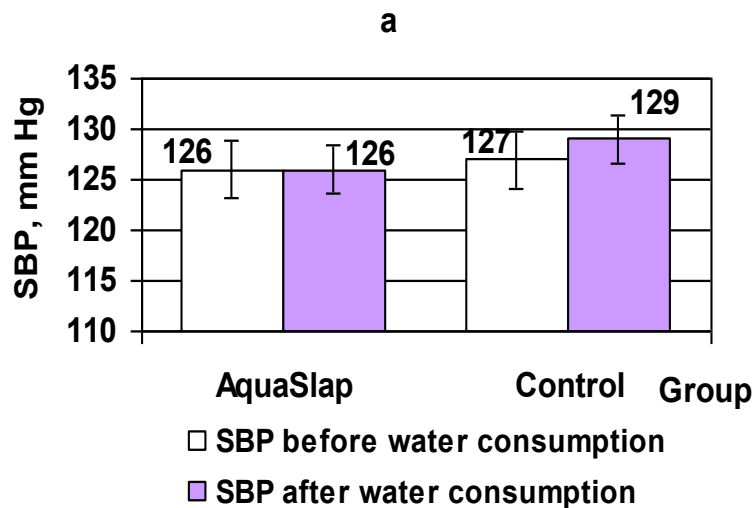 a
SBP, mm Hg
135
130
125
120
115
110
126
126
127
129
AquaSlap
Control
Group
SBP before water consumption
SBP after water consumption